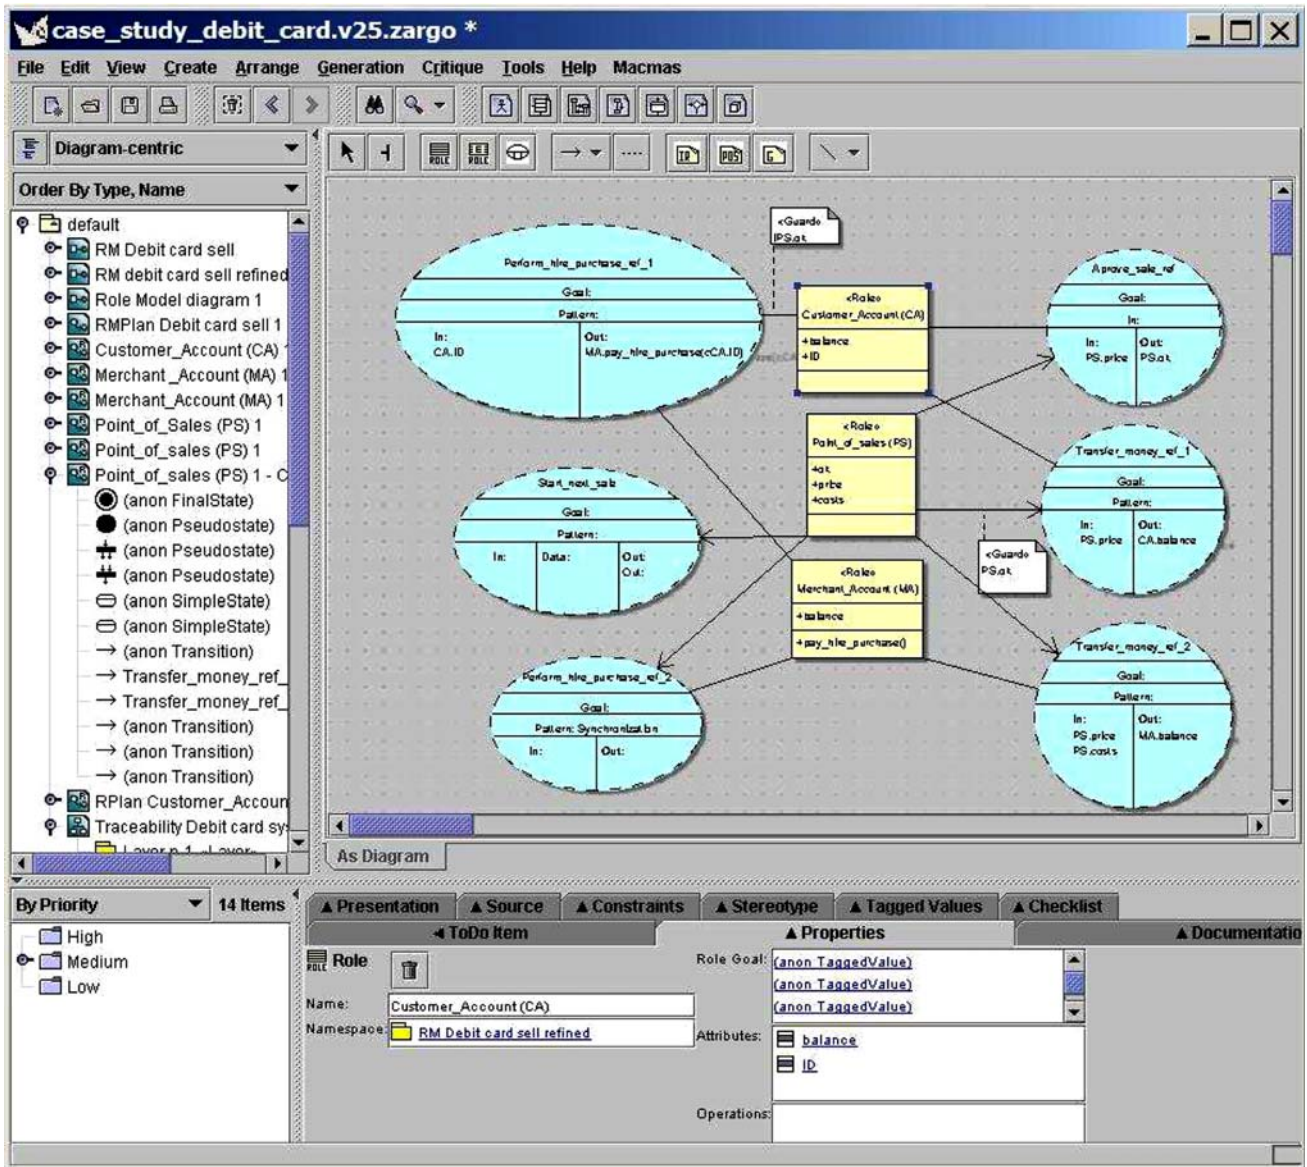 case_study_debit_card.v25.zargo *
File Edit View Create Arrange Generation Critique Tools Help Macmas
Diagram-centric
ROLE
ROLE
IR
POS
G
Order By Type, Name
default
RM Debit card sell
RM debit card sell refined
Role Model diagram 1
RMPlan Debit card sell 1
Customer_Account (CA)
Merchant _Account (MA) 1
Merchant_Account (MA) 1
Point_of_Sales (PS) 1
Point_of_sales (PS) 1
Point_of_sales (PS) 1 - C
(anon FinalState)
(anon Pseudostate)
(anon Pseudostate)
(anon Pseudostate)
(anon SimpleState)
(anon SimpleState)
(anon Transition)
Transfer_money_ref_
Transfer_money_ref_
(anon Transition)
(anon Transition)
(anon Transition)
RPlan Customer_Accoun
Traceability Debit card sy
Perform_hire_purchase_ref_1
Goal:
Pattern:
In:
CA.ID
Out:
MA.pay_hire_purchase(cCA.ID)
«Guard»
PS.ok
«Role»
Customer_Account (CA)
+balance
+ID
Aprove_sale_ref
Goal:
In:
In:
PS.price
Out:
PS.ok
«Role»
Point_of_sales (PS)
+ok
+price
+costs
Start_next_sale
Goal:
Pattern:
In:
Data:
Out:
Out:
Transfer_money_ref_1
Goal:
Pattern:
In:
PS.price
Out:
CA.balance
«Guard»
PS.ok
«Role»
Merchant_Account (MA)
+balance
+pay_hire_purchase()
Perform_hire_purchase_ref_2
Goal:
Pattern: Synchronization
In:
Out:
Transfer_money_ref_2
Goal:
Pattern:
In:
PS.price
PS.costs
Out:
MA.balance
As Diagram
By Priority
14 Items
High
Medium
Low
Presentation
Source
Constraints
Stereotype
Tagged Values
Checklist
ToDo Item
Properties
Documentatio
ROLE Role
Name:
Customer_Account (CA)
Namespace:
RM Debit card sell refined
Role Goal:
(anon TaggedValue)
(anon TaggedValue)
(anon TaggedValue)
Attributes:
balance
ID
Operations: